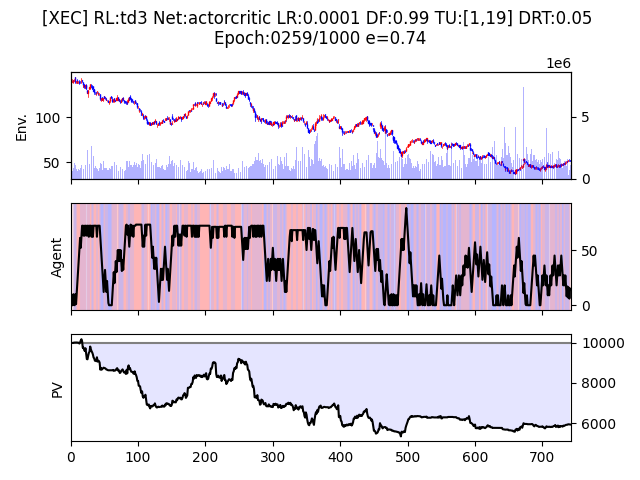 [XEC] RL:td3 Net:actorcritic LR:0.0001 DF:0.99 TU:[1,19] DRT:0.05
Epoch:0259/1000 e=0.74
1e6
Env.
100
50
5
0
Agent
50
0
PV
10000
8000
6000
0 100 200 300 400 500 600 700